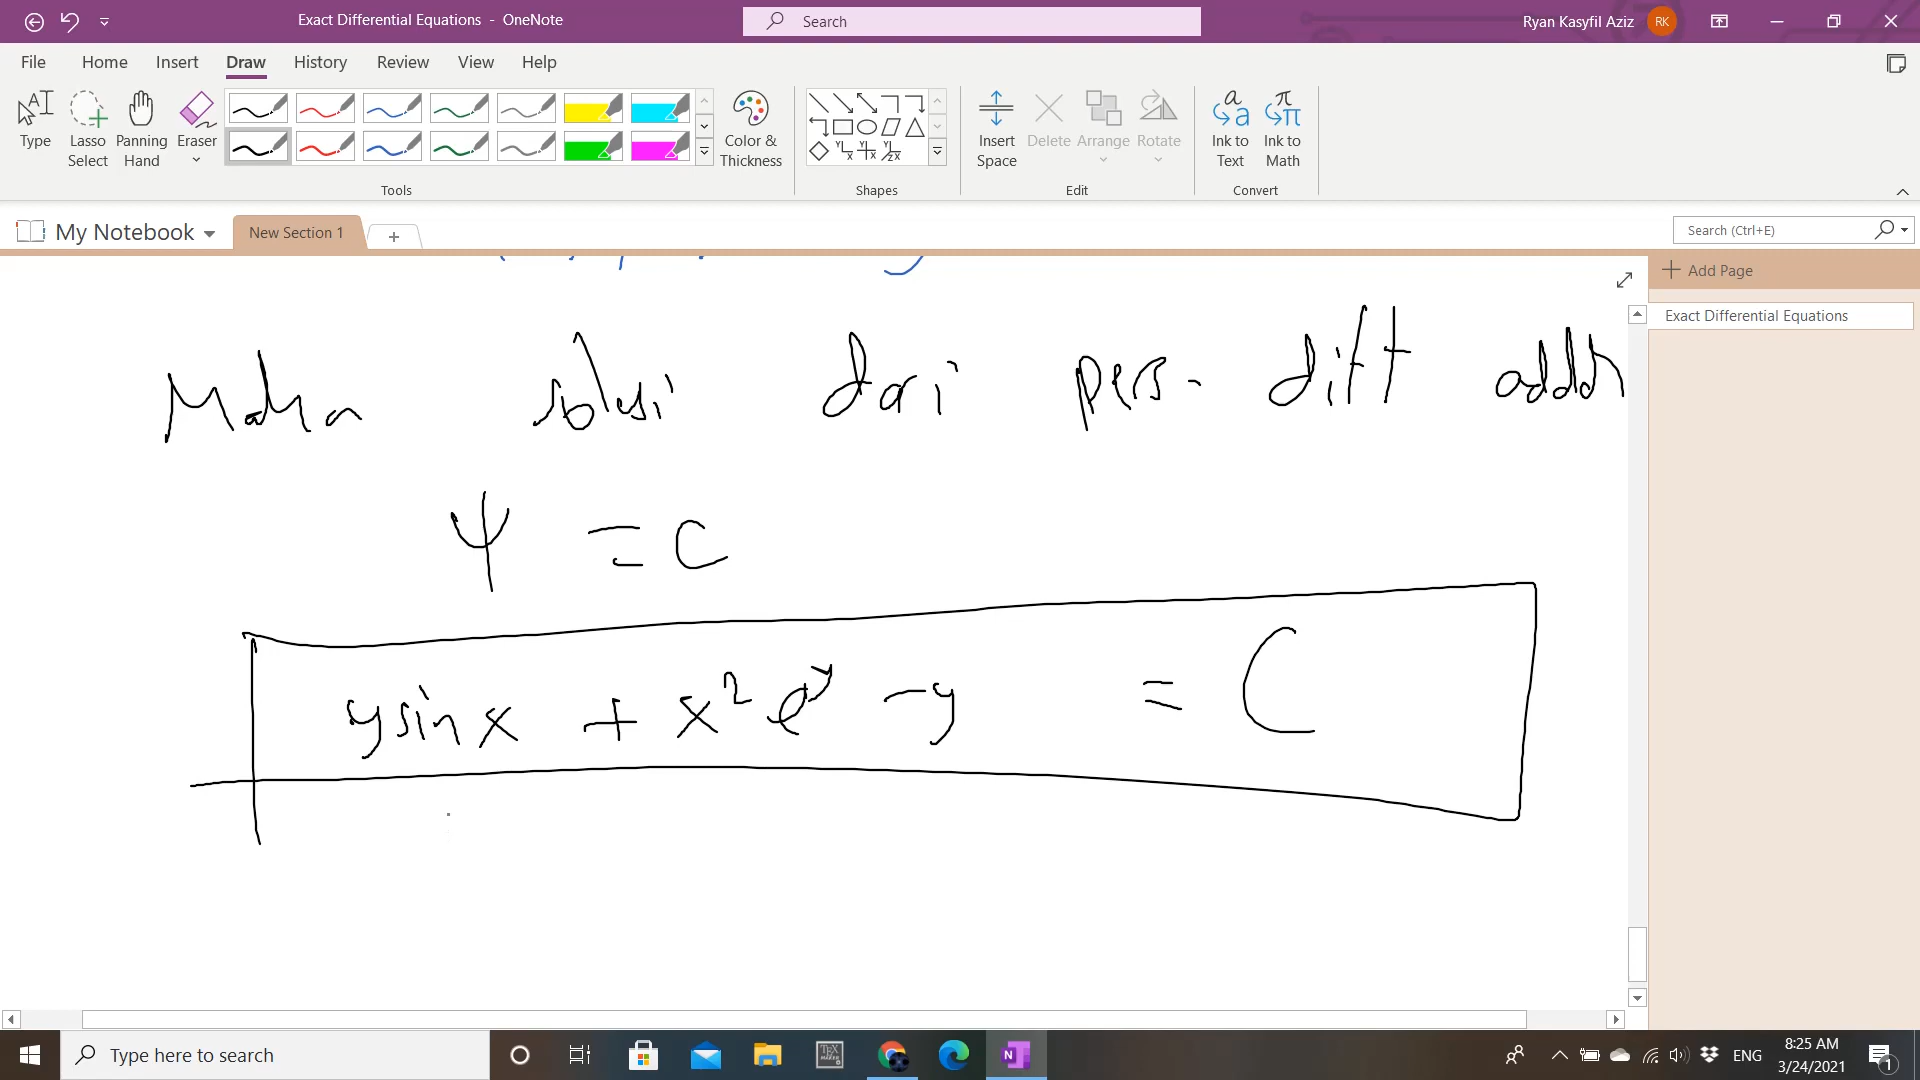 Exact Differential Equations - OneNote
Search
Ryan Kasyfil Aziz RK
File Home Insert Draw History Review View Help
Type
Lasso Select
Panning Hand
Eraser
Color & Thickness
Insert Space
Delete
Arrange
Rotate
Ink to Text
Ink to Math
Tools
Shapes
Edit
Convert
My Notebook
New Section 1
Search (Ctrl+E)
Add Page
Exact Differential Equations
Maka solusi dari pers. diff
Ψ = C
y sin x + x² e^y - y = C
Type here to search
ENG
8:25 AM
3/24/2021
1